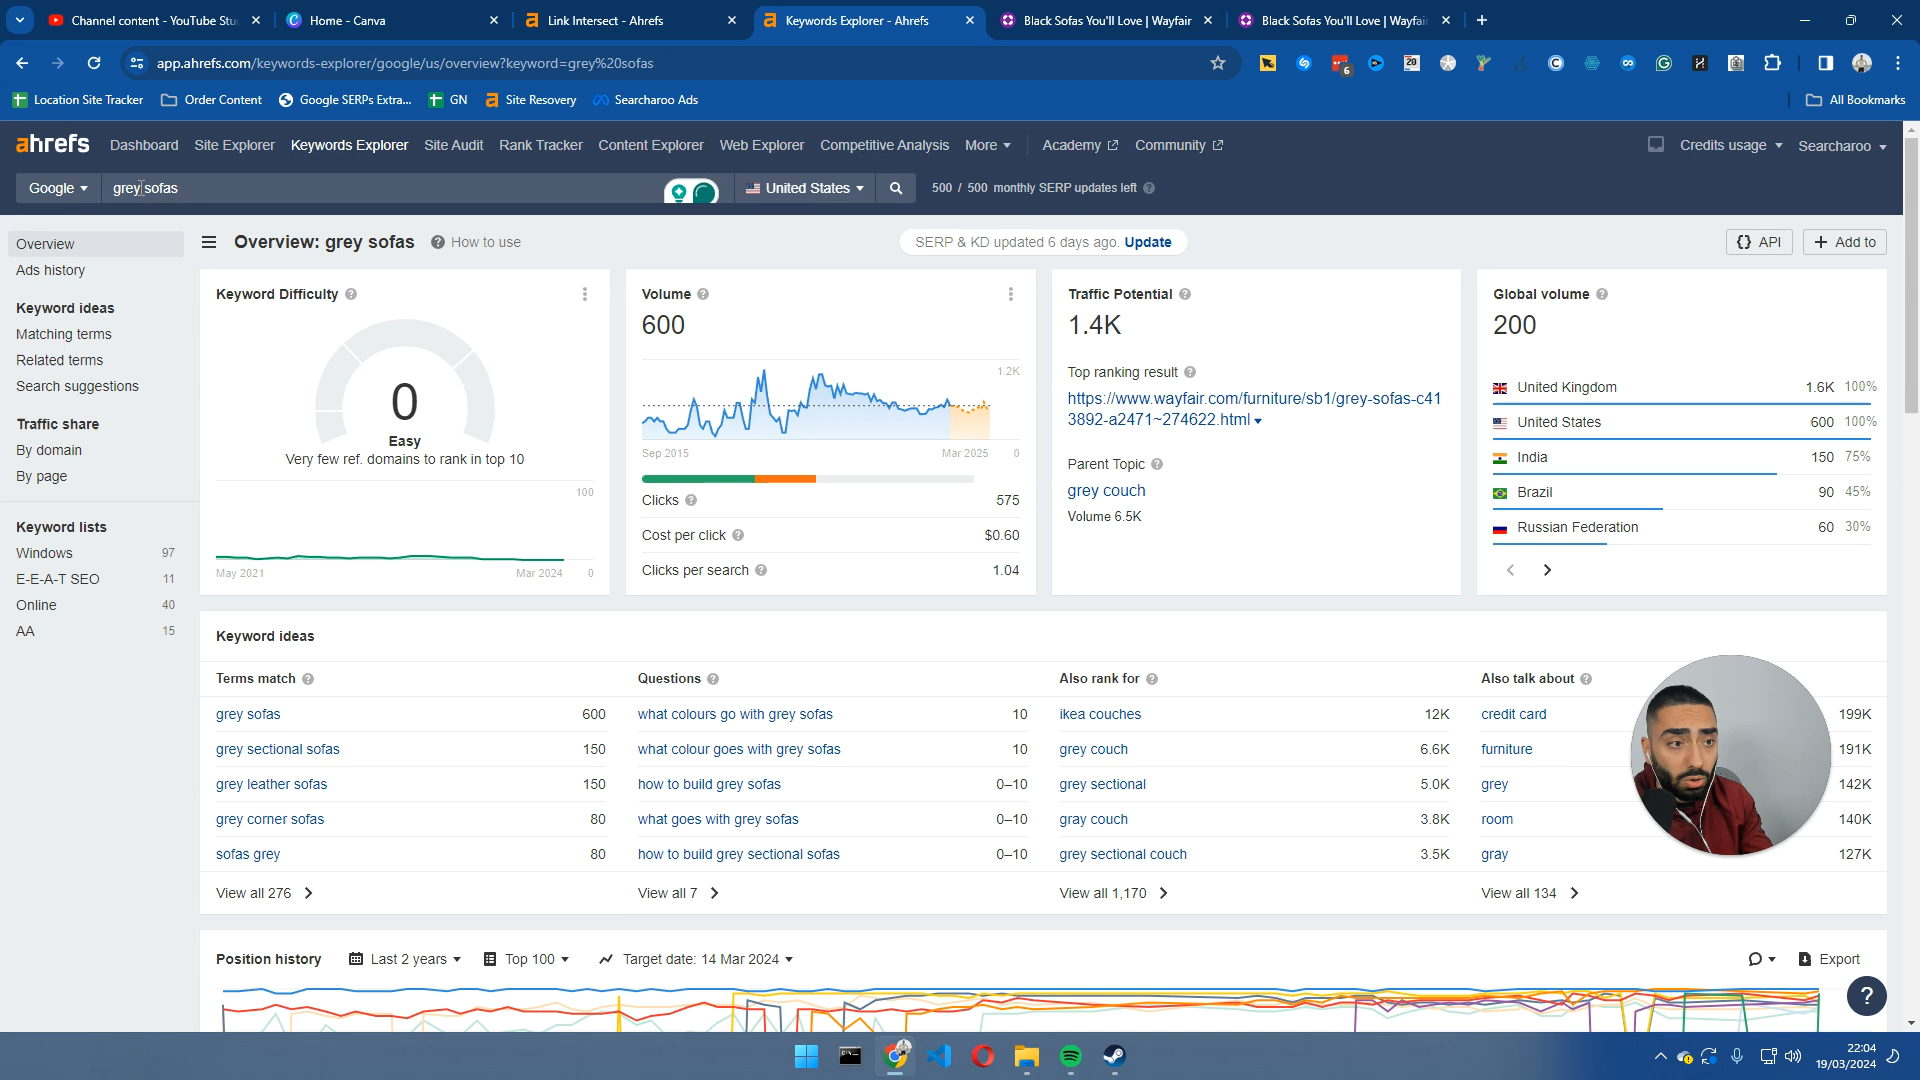 Channel content - YouTube Stu
Home - Canva
Link Intersect - Ahrefs
Keywords Explorer - Ahrefs
Black Sofas You'll Love | Wayfair
Black Sofas You'll Love | Wayfair
app.ahrefs.com/keywords-explorer/google/us/overview?keyword=grey%20sofas
6
20
Location Site Tracker
Order Content
Google SERPs Extra...
GN
Site Recovery
Searcharoo Ads
All Bookmarks
ahrefs
Dashboard
Site Explorer
Keywords Explorer
Site Audit
Rank Tracker
Content Explorer
Web Explorer
Competitive Analysis
More
Academy
Community
Credits usage
Searcharoo
Google
grey sofas
United States
500 / 500 monthly SERP updates left
Overview
Ads history
Keyword ideas
Matching terms
Related terms
Search suggestions
Traffic share
By domain
By page
Keyword lists
Windows 97
E-E-A-T SEO 11
Online 40
AA 15
Overview: grey sofas
How to use
SERP & KD updated 6 days ago. Update
{} API
+ Add to
Keyword Difficulty
0
Easy
Very few ref. domains to rank in top 10
100
May 2021
Mar 2024
0
Volume
600
1.2K
Sep 2015
Mar 2025
0
Clicks 575
Cost per click $0.60
Clicks per search 1.04
Traffic Potential
1.4K
Top ranking result
https://www.wayfair.com/furniture/sb1/grey-sofas-c41
3892-a2471~274622.html
Parent Topic
grey couch
Volume 6.5K
Global volume
200
United Kingdom 1.6K 100%
United States 600 100%
India 150 75%
Brazil 90 45%
Russian Federation 60 30%
Keyword ideas
Terms match
grey sofas 600
grey sectional sofas 150
grey leather sofas 150
grey corner sofas 80
sofas grey 80
View all 276
Questions
what colours go with grey sofas 10
what colour goes with grey sofas 10
how to build grey sofas 0–10
what goes with grey sofas 0–10
how to build grey sectional sofas 0–10
View all 7
Also rank for
ikea couches 12K
grey couch 6.6K
grey sectional 5.0K
gray couch 3.8K
grey sectional couch 3.5K
View all 1,170
Also talk about
credit card 199K
furniture 191K
grey 142K
room 140K
gray 127K
View all 134
Position history
Last 2 years
Top 100
Target date: 14 Mar 2024
Export
?
22:04
19/03/2024